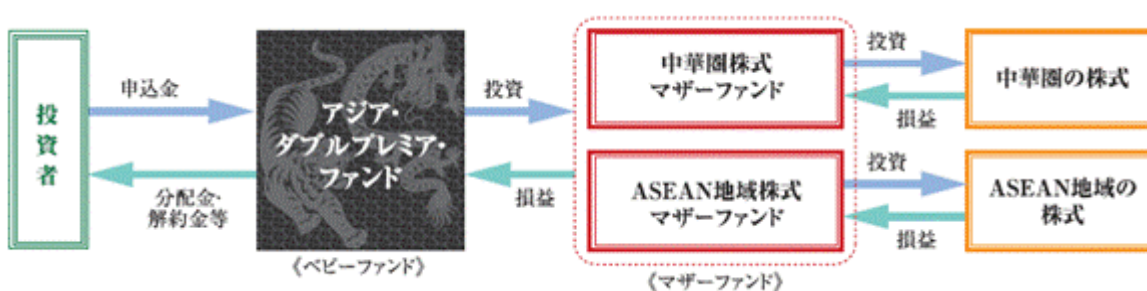 投資者
申込金
分配金・
解約金等
アジア・
ダブルプレミア・
ファンド
《ベビーファンド》
投資
損益
中華圏株式
マザーファンド
ASEAN地域株式
マザーファンド
《マザーファンド》
投資
損益
投資
損益
中華圏の株式
ASEAN地域の
株式